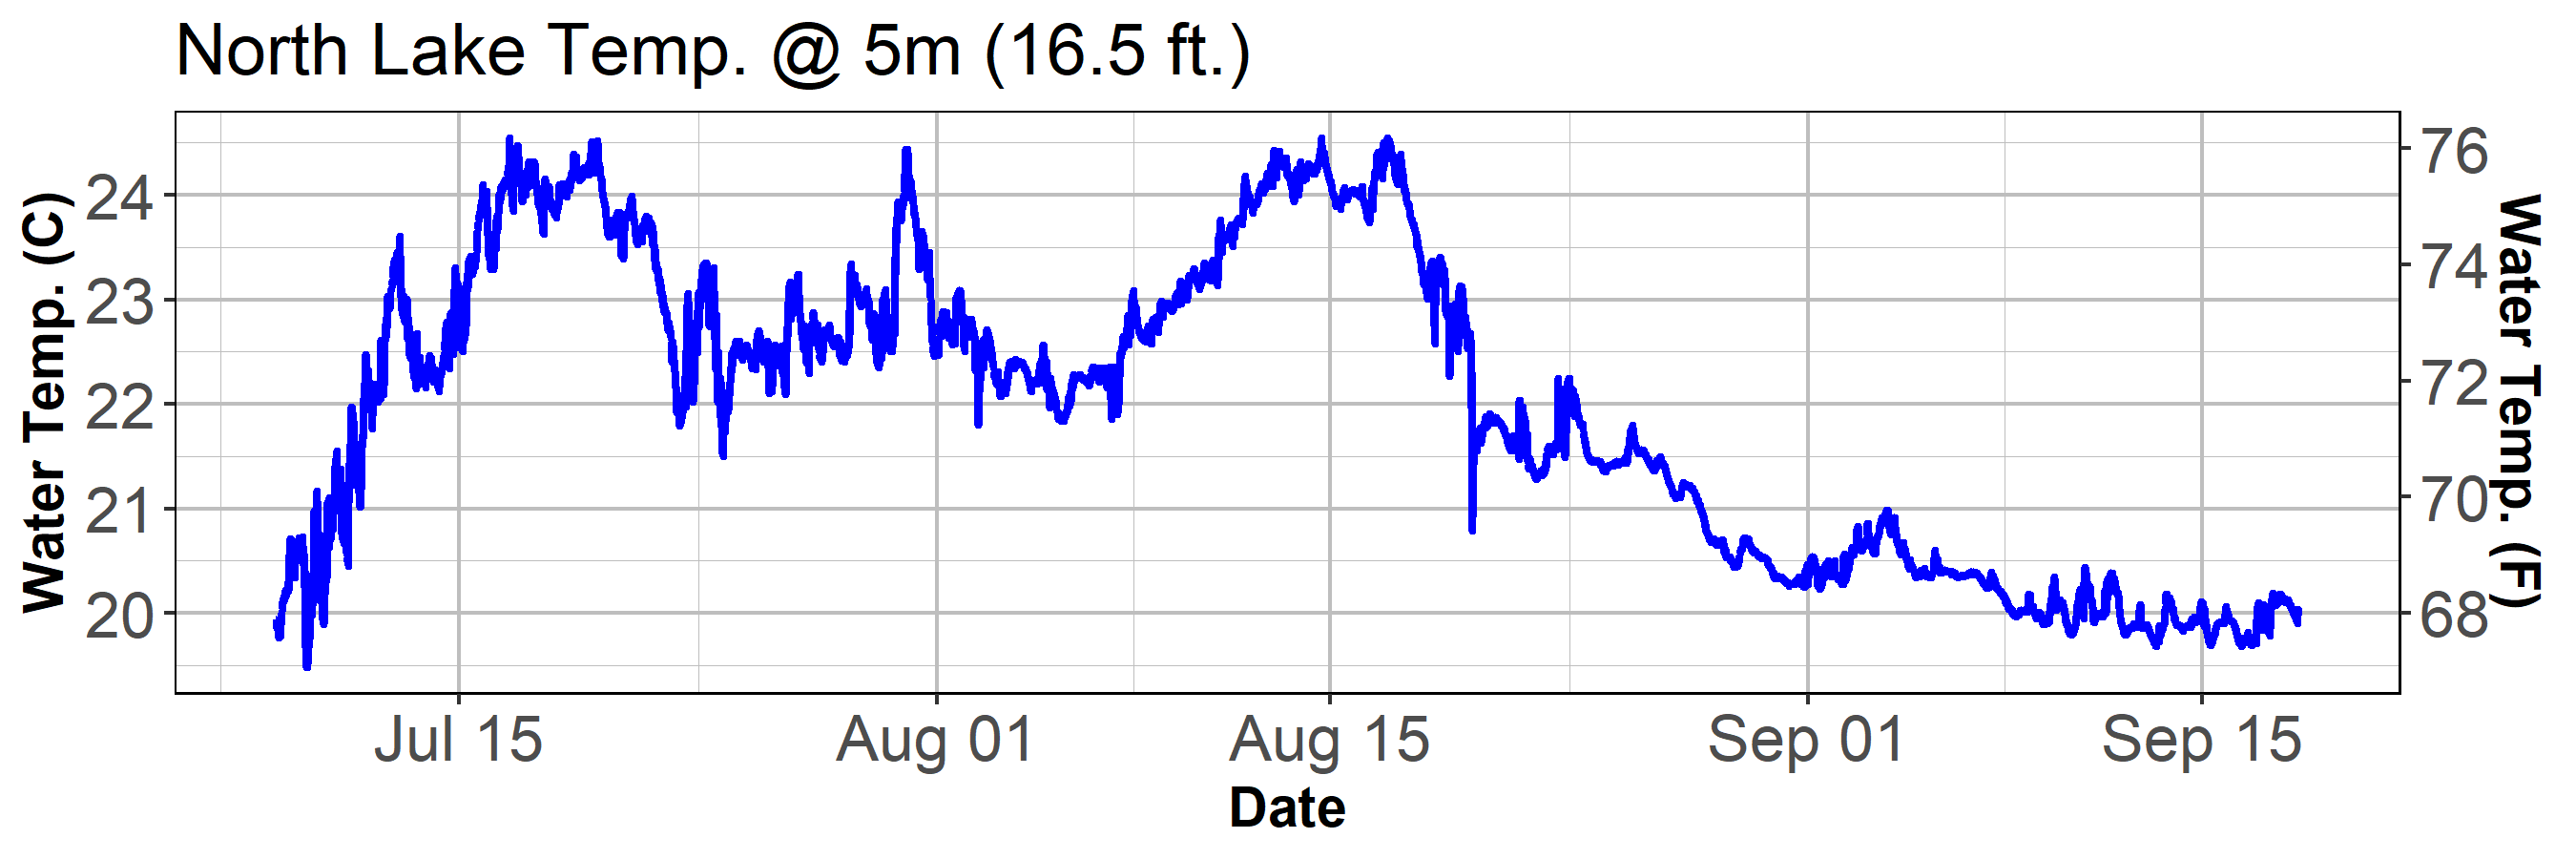 North Lake Temp. @ 5m (16.5 ft.)
Water Temp. (C)
24
23
22
21
20
76
74
72
70
68
Water Temp. (F)
Jul 15 Aug 01 Aug 15 Sep 01 Sep 15
Date